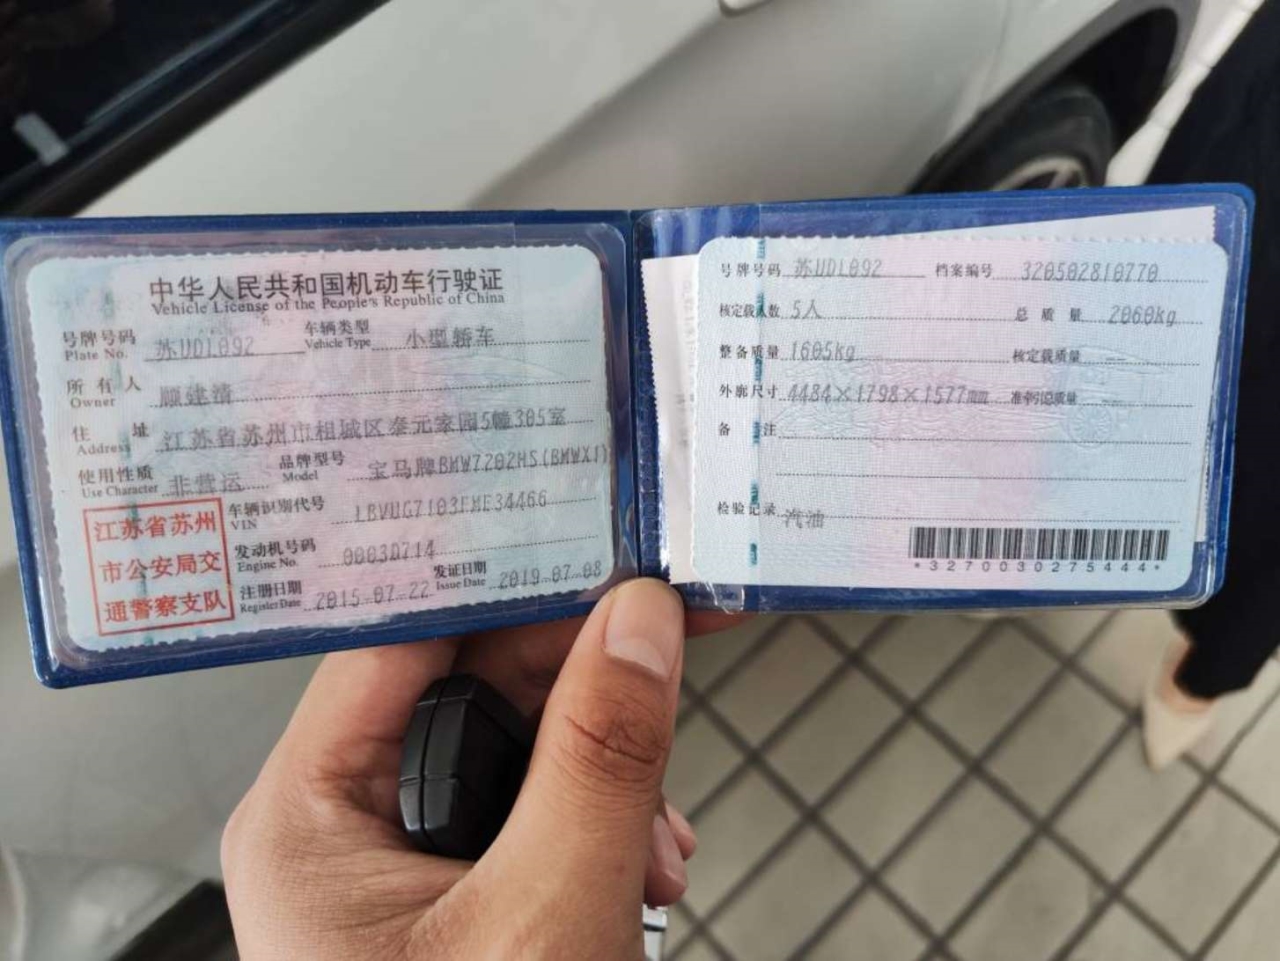 中华人民共和国机动车行驶证
Vehicle License of the People's Republic of China
号牌号码 苏UD1092 车辆类型 小型轿车
Plate No. Vehicle Type
所有人 顾建清
Owner
住址 江苏省苏州市相城区泰元家园5幢305室
Address
使用性质 非营运 品牌型号 宝马牌BMW7202HS(BMWX1)
Use Character Model
江苏省苏州
市公安局交
通警察支队
车辆识别代号
VIN
发动机号码 0003D714
Engine No.
注册日期 2015-07-22 发证日期 2019-07-08
Register Date Issue Date
号牌号码 苏UD1092 档案编号 320502810770
核定载人数 5人 总质量 2060kg
整备质量 1605kg 核定载质量 --
外廓尺寸 4484×1798×1577mm 准牵引总质量 --
备注
检验记录 汽油
*3270030275444*